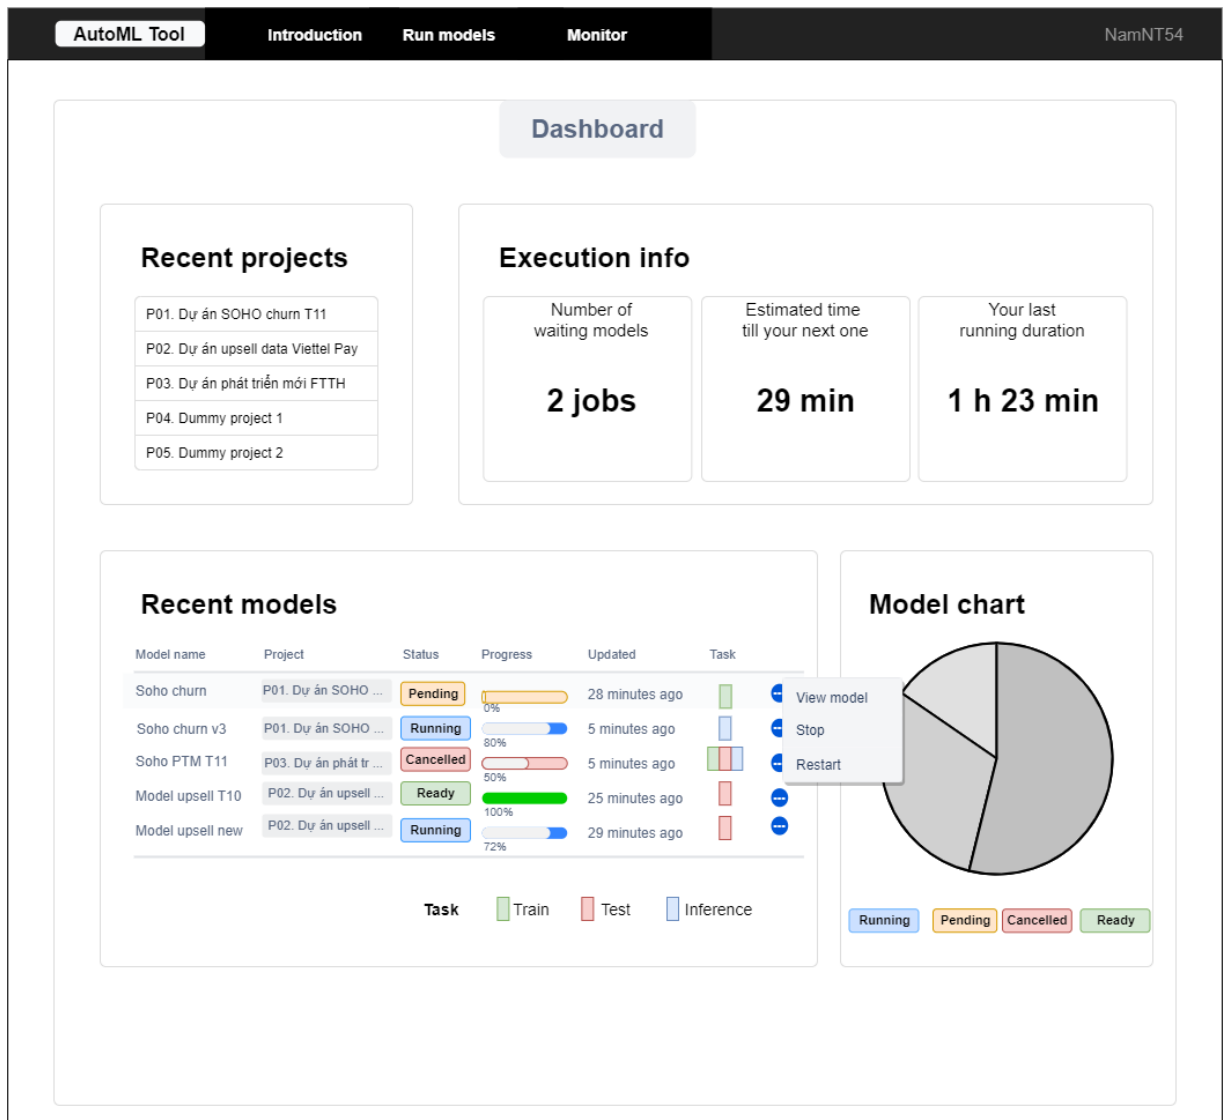 AutoML Tool
Introduction
Run models
Monitor
NamNT54
Dashboard
Recent projects
P01. Dự án SOHO churn T11
P02. Dự án upsell data Viettel Pay
P03. Dự án phát triển mới FTTH
P04. Dummy project 1
P05. Dummy project 2
Execution info
Number of
waiting models
2 jobs
Estimated time
till your next one
29 min
Your last
running duration
1 h 23 min
Recent models
Model name Project Status Progress Updated Task
Soho churn P01. Dự án SOHO ... Pending 0% 28 minutes ago
Soho churn v3 P01. Dự án SOHO ... Running 80% 5 minutes ago
Soho PTM T11 P03. Dự án phát tr ... Cancelled 50% 5 minutes ago
Model upsell T10 P02. Dự án upsell ... Ready 100% 25 minutes ago
Model upsell new P02. Dự án upsell ... Running 72% 29 minutes ago
View model
Stop
Restart
Task Train Test Inference
Model chart
Running Pending Cancelled Ready